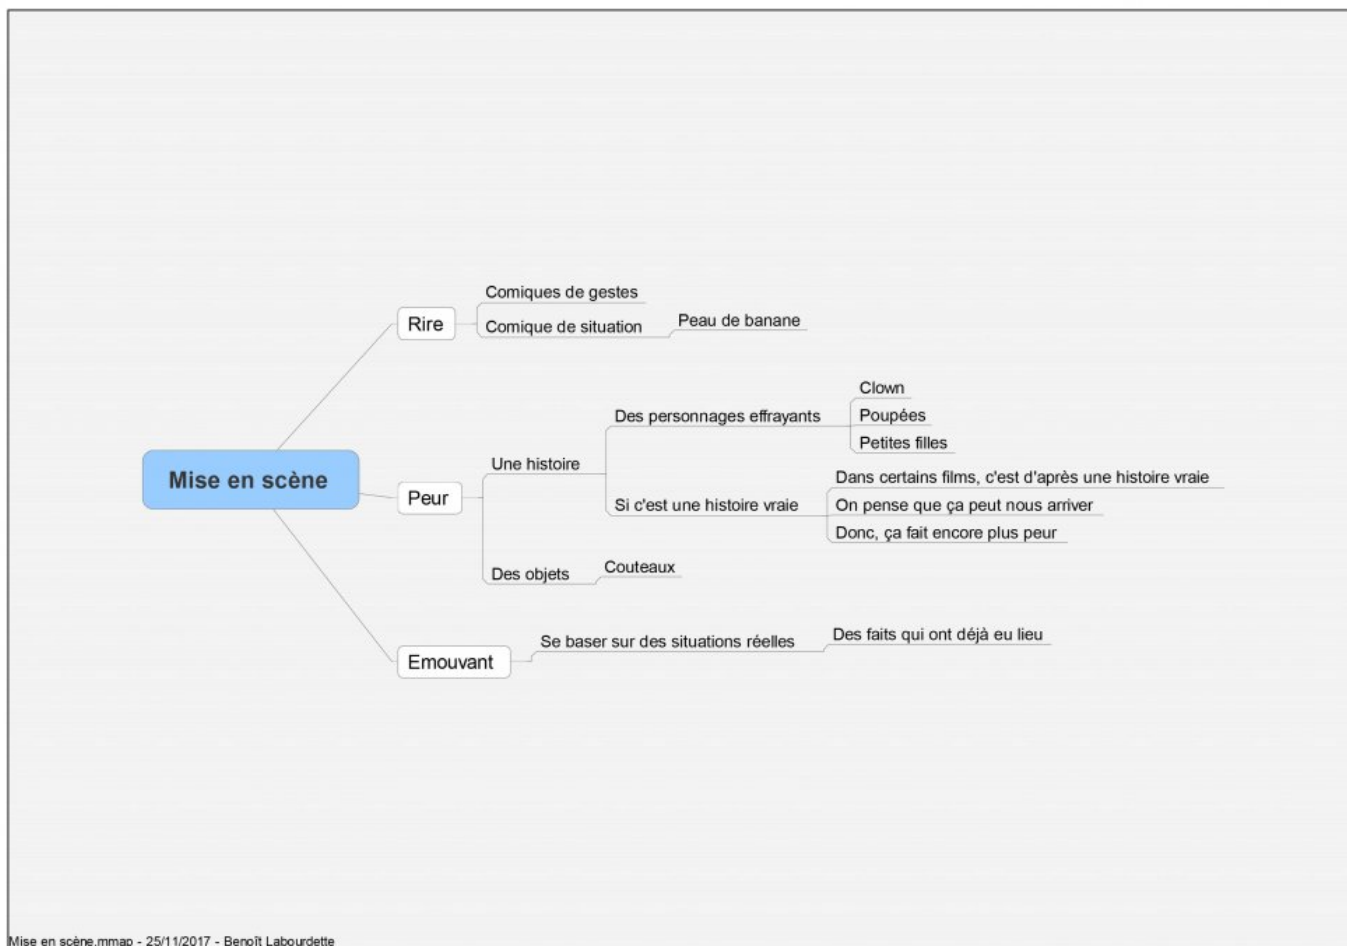 Mise en scène
Rire
Comiques de gestes
Comique de situation
Peau de banane
Peur
Une histoire
Des personnages effrayants
Clown
Poupées
Petites filles
Si c'est une histoire vraie
Dans certains films, c'est d'après une histoire vraie
On pense que ça peut nous arriver
Donc, ça fait encore plus peur
Des objets
Couteaux
Emouvant
Se baser sur des situations réelles
Des faits qui ont déjà eu lieu
Mise en scène.mmap - 25/11/2017 - Benoît Labourdette